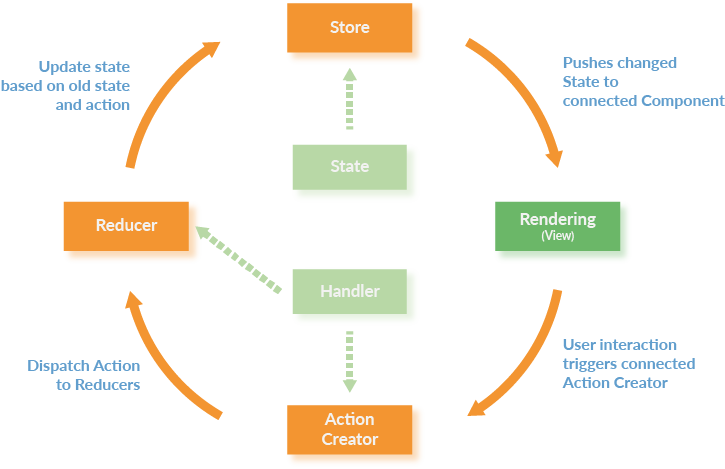 Store
Update state
based on old state
and action
Pushes changed
State to
connected Component
State
Reducer
Rendering
(View)
Handler
Dispatch Action
to Reducers
User interaction
triggers connected
Action Creator
Action
Creator